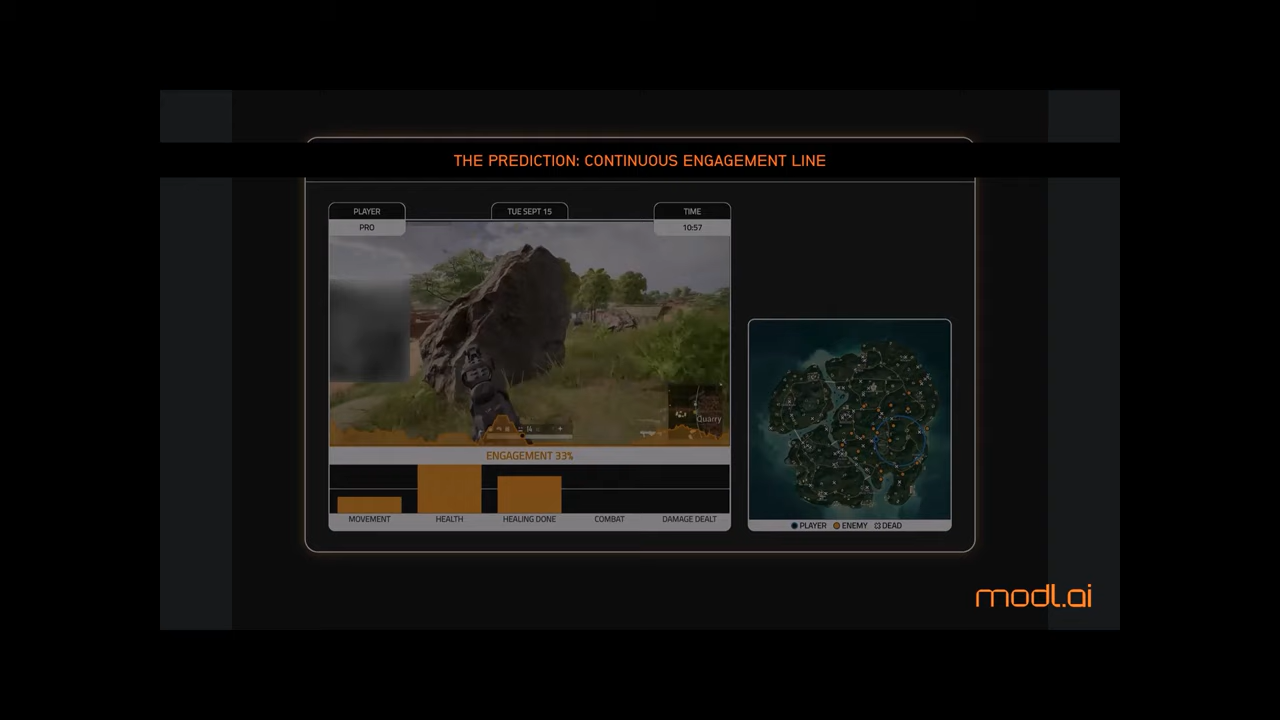 THE PREDICTION: CONTINUOUS ENGAGEMENT LINE
PLAYER
TUE SEPT 15
TIME
PRO
10:57
Quarry
ENGAGEMENT 33%
MOVEMENT
HEALTH
HEALING DONE
COMBAT
DAMAGE DEALT
PLAYER
ENEMY
DEAD
modl.ai